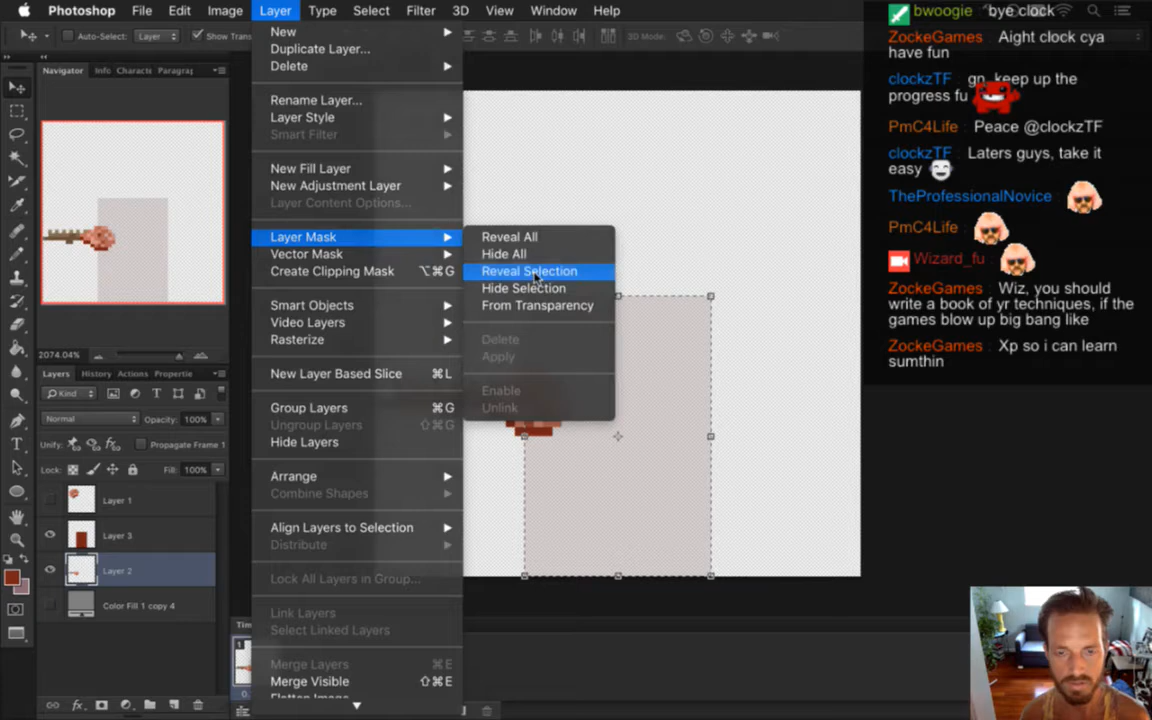 Photoshop File Edit Image Layer Type Select Filter 3D View Window Help
Auto-Select: Layer Show Tran
3D Mode:
Navigator Info Characte Paragrap
2074.04%
Layers History Actions Propertie
Kind
Normal Opacity: 100%
Unify: Propagate Frame 1
Lock: Fill: 100%
Layer 1
Layer 3
Layer 2
Color Fill 1 copy 4
New
Duplicate Layer...
Delete
Rename Layer...
Layer Style
Smart Filter
New Fill Layer
New Adjustment Layer
Layer Content Options...
Layer Mask
Vector Mask
Create Clipping Mask ⌥⌘G
Smart Objects
Video Layers
Rasterize
New Layer Based Slice ⌘L
Group Layers ⌘G
Ungroup Layers ⇧⌘G
Hide Layers
Arrange
Combine Shapes
Align Layers to Selection
Distribute
Lock All Layers in Group...
Link Layers
Select Linked Layers
Merge Layers ⌘E
Merge Visible ⇧⌘E
Flatten Image
Reveal All
Hide All
Reveal Selection
Hide Selection
From Transparency
Delete
Apply
Enable
Unlink
bwoogie bye clock
ZockeGames Aight clock cya
have fun
clockzTF gn, keep up the
progress fu
PmC4Life Peace @clockzTF
clockzTF Laters guys, take it
easy
TheProfessionalNovice
PmC4Life
Wizard_fu
ZockeGames Wiz, you should
write a book of yr techniques, if the
games blow up big bang like
ZockeGames Xp so i can learn
sumthin